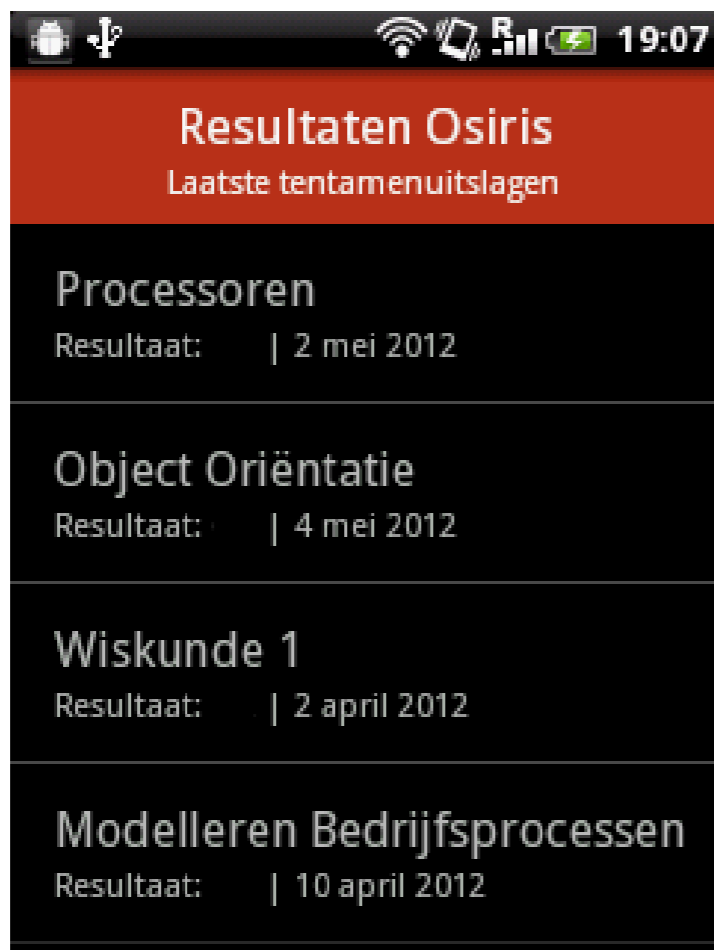 R 19:07
Resultaten Osiris
Laatste tentamenuitslagen
Processoren
Resultaat: | 2 mei 2012
Object Oriëntatie
Resultaat: | 4 mei 2012
Wiskunde 1
Resultaat: | 2 april 2012
Modelleren Bedrijfsprocessen
Resultaat: | 10 april 2012